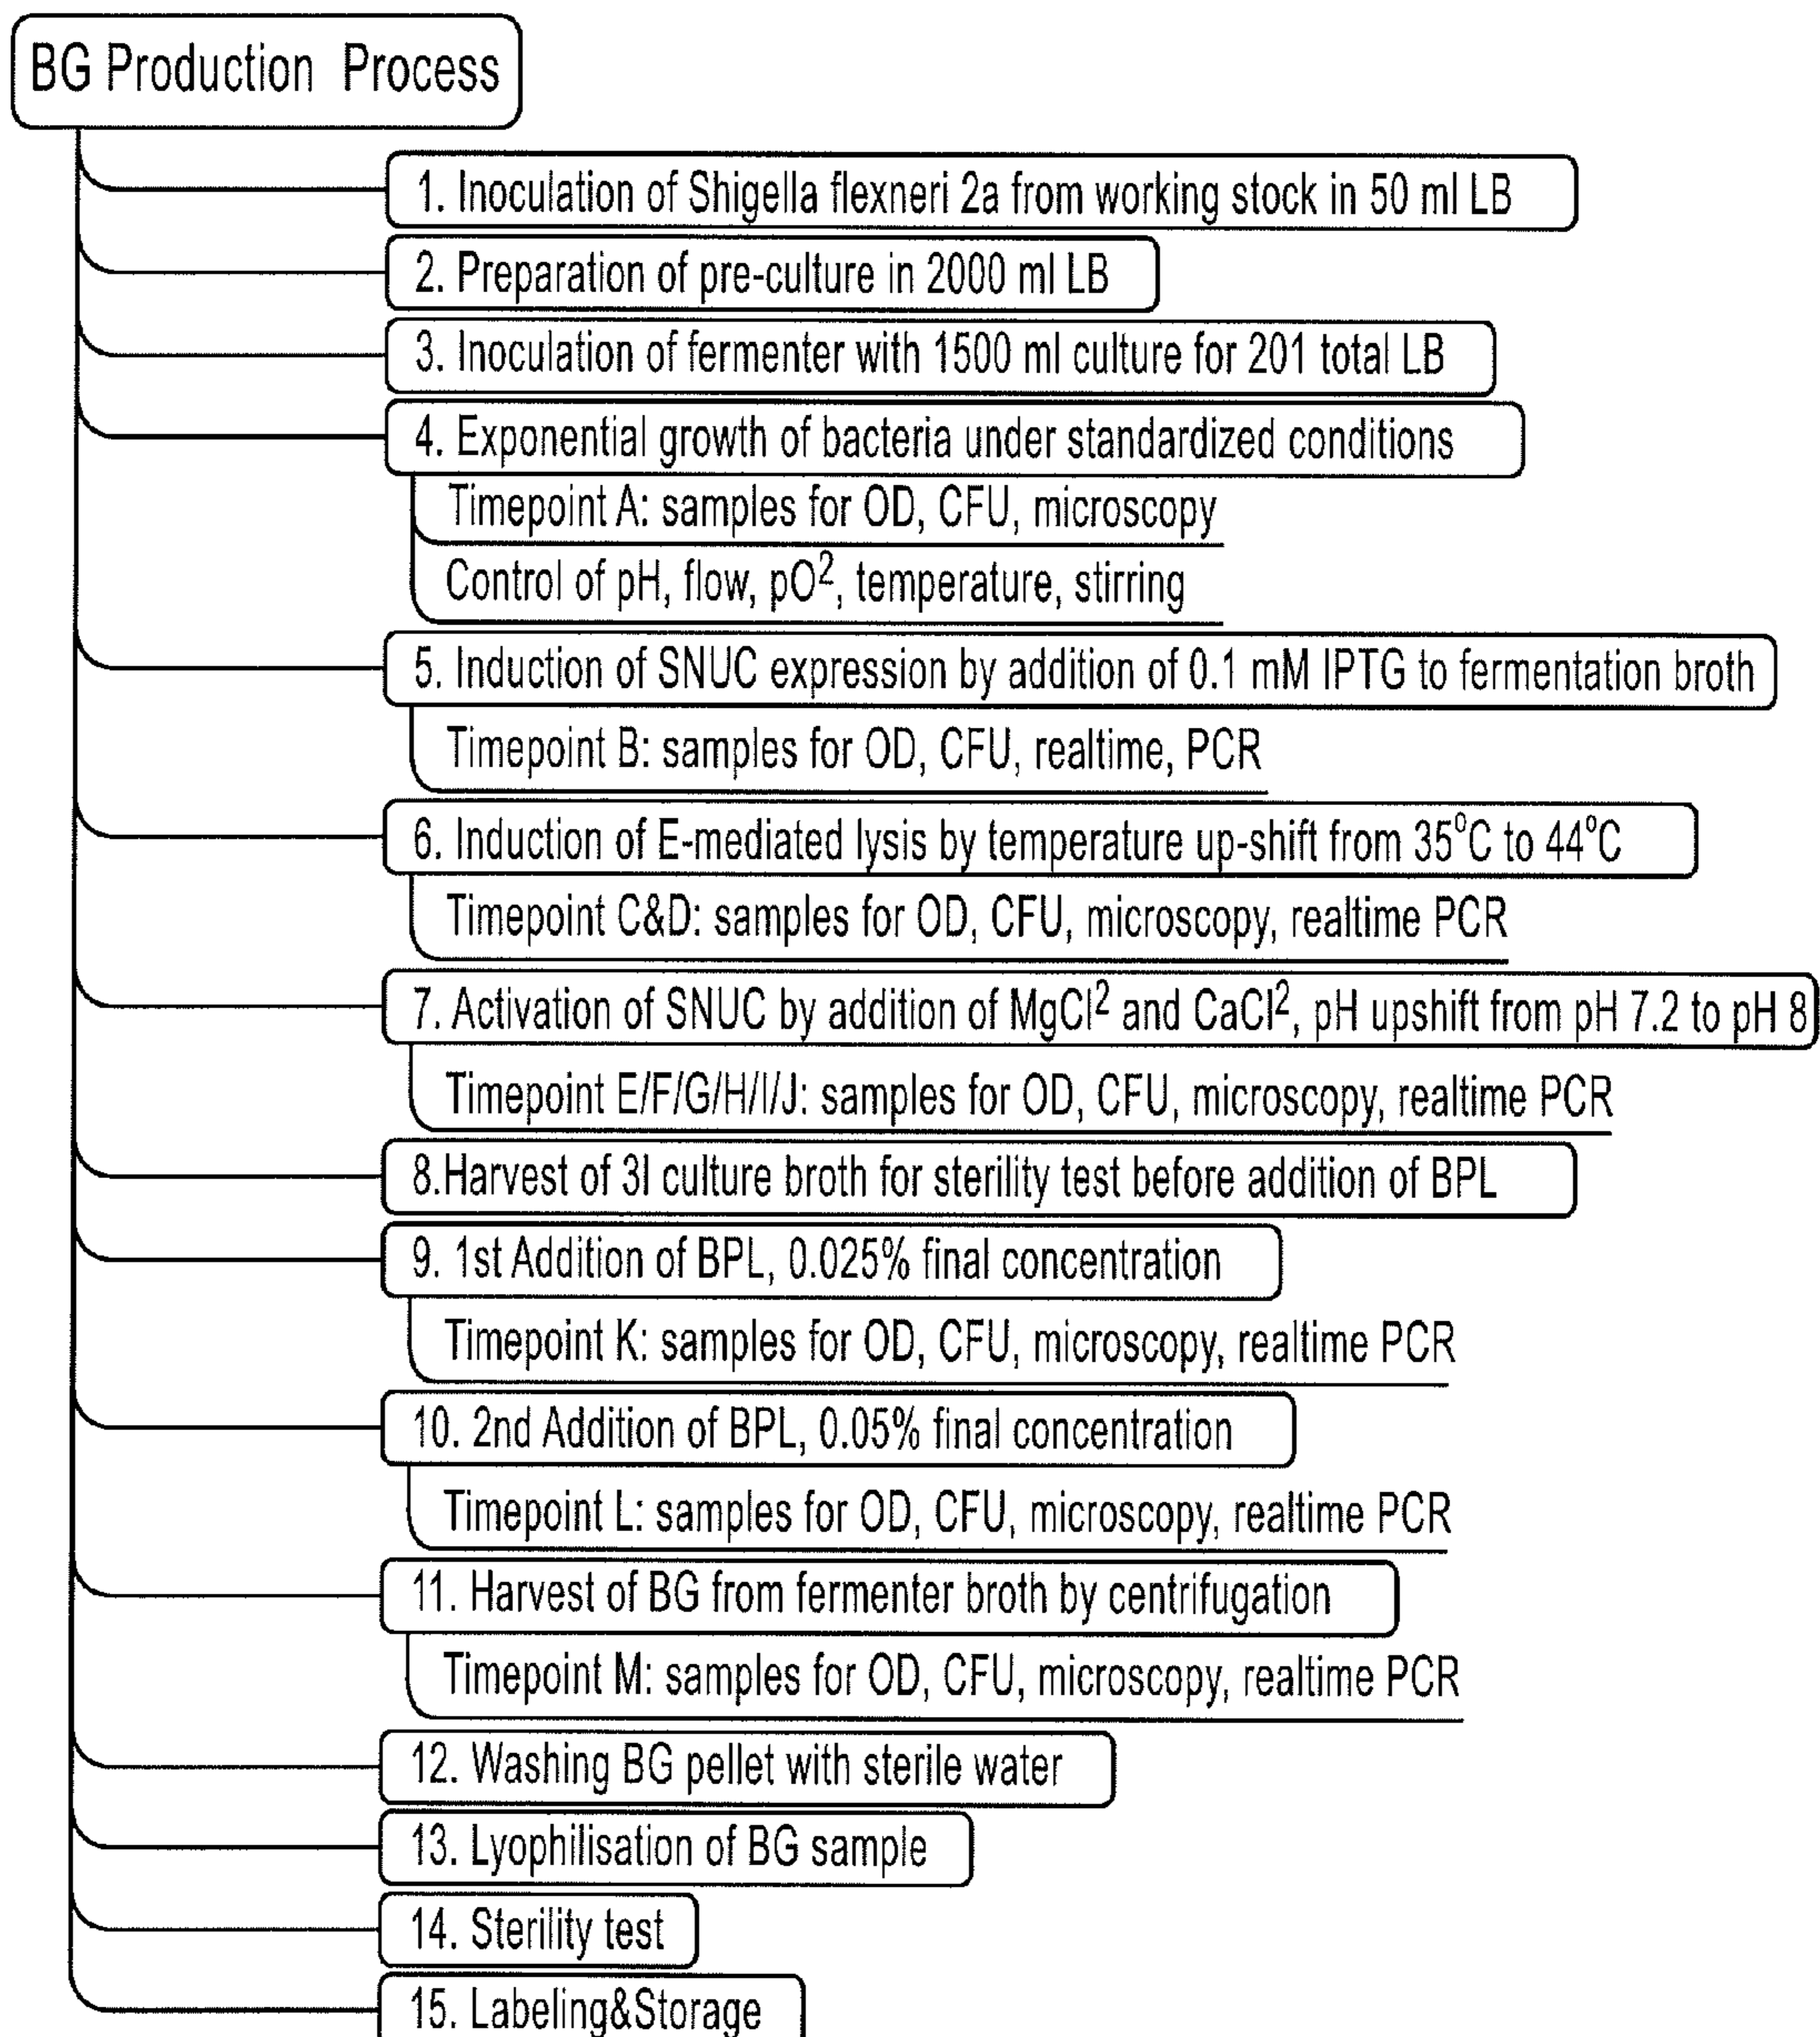 BG Production Process
1. Inoculation of Shigella flexneri 2a from working stock in 50 ml LB
2. Preparation of pre-culture in 2000 ml LB
3. Inoculation of fermenter with 1500 ml culture for 201 total LB
4. Exponential growth of bacteria under standardized conditions
Timepoint A: samples for OD, CFU, microscopy
Control of pH, flow, pO², temperature, stirring
5. Induction of SNUC expression by addition of 0.1 mM IPTG to fermentation broth
Timepoint B: samples for OD, CFU, realtime, PCR
6. Induction of E-mediated lysis by temperature up-shift from 35°C to 44°C
Timepoint C&D: samples for OD, CFU, microscopy, realtime PCR
7. Activation of SNUC by addition of MgCl² and CaCl², pH upshift from pH 7.2 to pH 8
Timepoint E/F/G/H/I/J: samples for OD, CFU, microscopy, realtime PCR
8.Harvest of 3l culture broth for sterility test before addition of BPL
9. 1st Addition of BPL, 0.025% final concentration
Timepoint K: samples for OD, CFU, microscopy, realtime PCR
10. 2nd Addition of BPL, 0.05% final concentration
Timepoint L: samples for OD, CFU, microscopy, realtime PCR
11. Harvest of BG from fermenter broth by centrifugation
Timepoint M: samples for OD, CFU, microscopy, realtime PCR
12. Washing BG pellet with sterile water
13. Lyophilisation of BG sample
14. Sterility test
15. Labeling&Storage